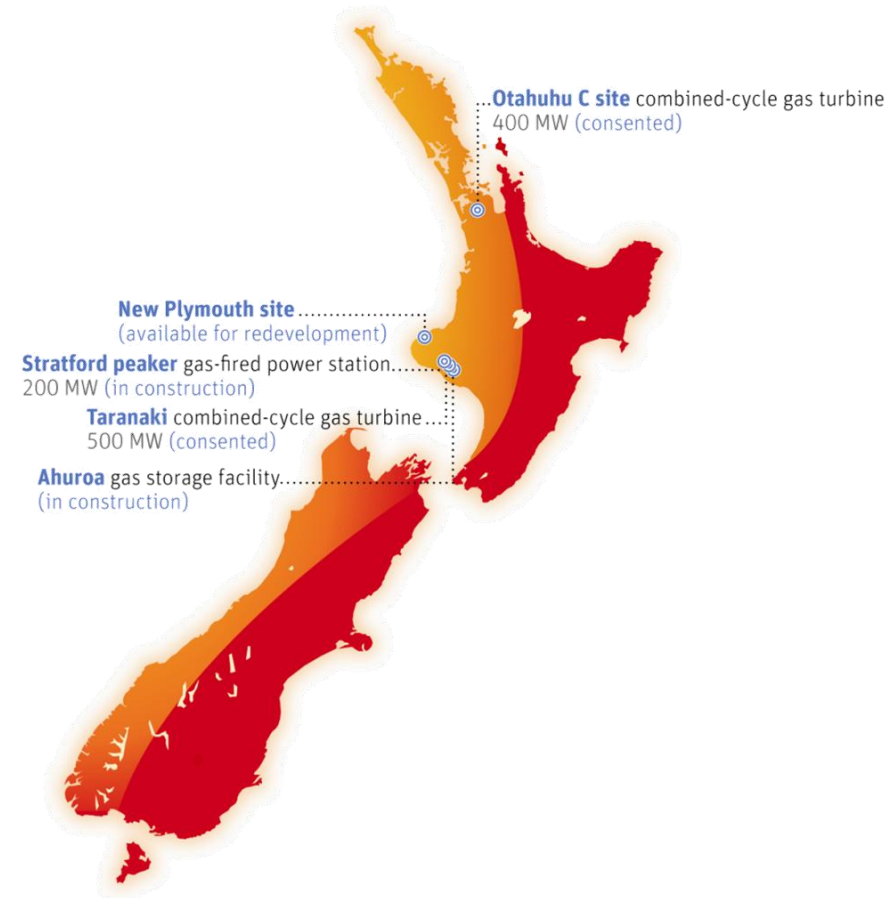 Otahuhu C site combined-cycle gas turbine
400 MW (consented)
New Plymouth site
(available for redevelopment)
Stratford peaker gas-fired power station
200 MW (in construction)
Taranaki combined-cycle gas turbine
500 MW (consented)
Ahuroa gas storage facility
(in construction)